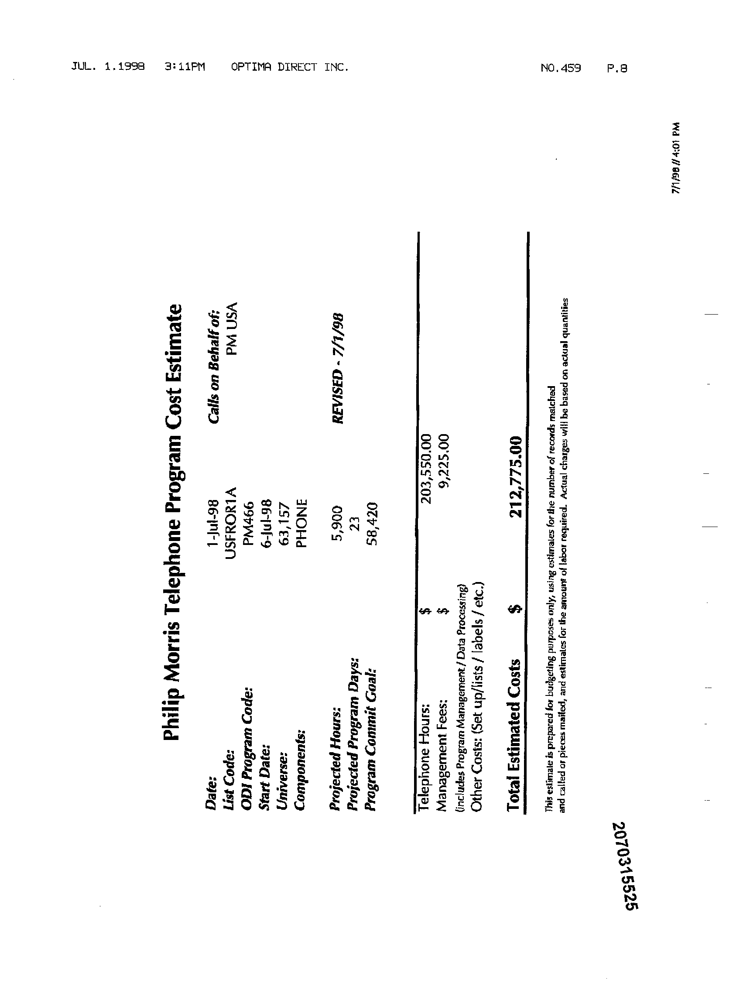 JUL. 1.1998 3:11PM OPTIMA DIRECT INC. NO.459 P.8
Philip Morris Telephone Program Cost Estimate
Date: 1-Jul-98 Calls on Behalf of:
List Code: USFROR1A PM USA
ODI Program Code: PM466
Start Date: 6-Jul-98
Universe: 63,157
Components: PHONE
Projected Hours: 5,900 REVISED - 7/1/98
Projected Program Days: 23
Program Commit Goal: 58,420
Telephone Hours: $ 203,550.00
Management Fees: $ 9,225.00
(includes Program Management / Data Processing)
Other Costs: (Set up/lists / labels / etc.)
Total Estimated Costs $ 212,775.00
This estimate is prepared for budgeting purposes only, using estimates for the number of records matched
and called or pieces mailed, and estimates for the amount of labor required. Actual charges will be based on actual quantities
7/1/98 // 4:01 PM
2070315525